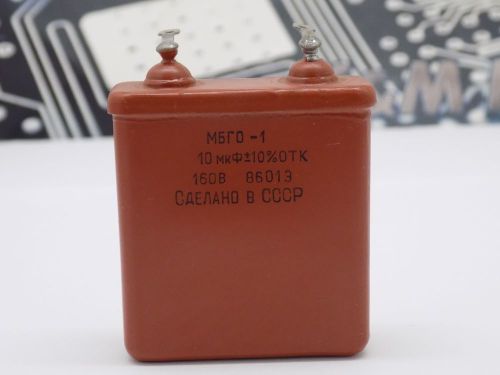 МБГО-1
10 мкФ±10% ОТК
160В 86013
СДЕЛАНО В СССР